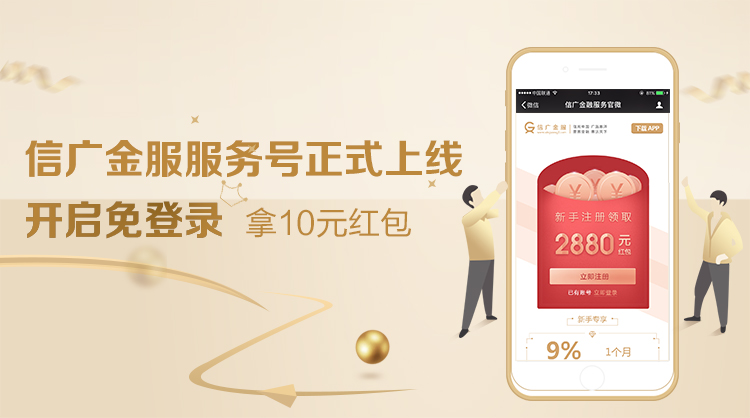 信广金服服务号正式上线
开启免登录 拿10元红包
中国联通 17:33 81%
微信 信广金融服务官微
信广金服
下载APP
新手注册领取
2880元
红包
立即注册
已有账号 立即登录
新手专享
9% 1个月